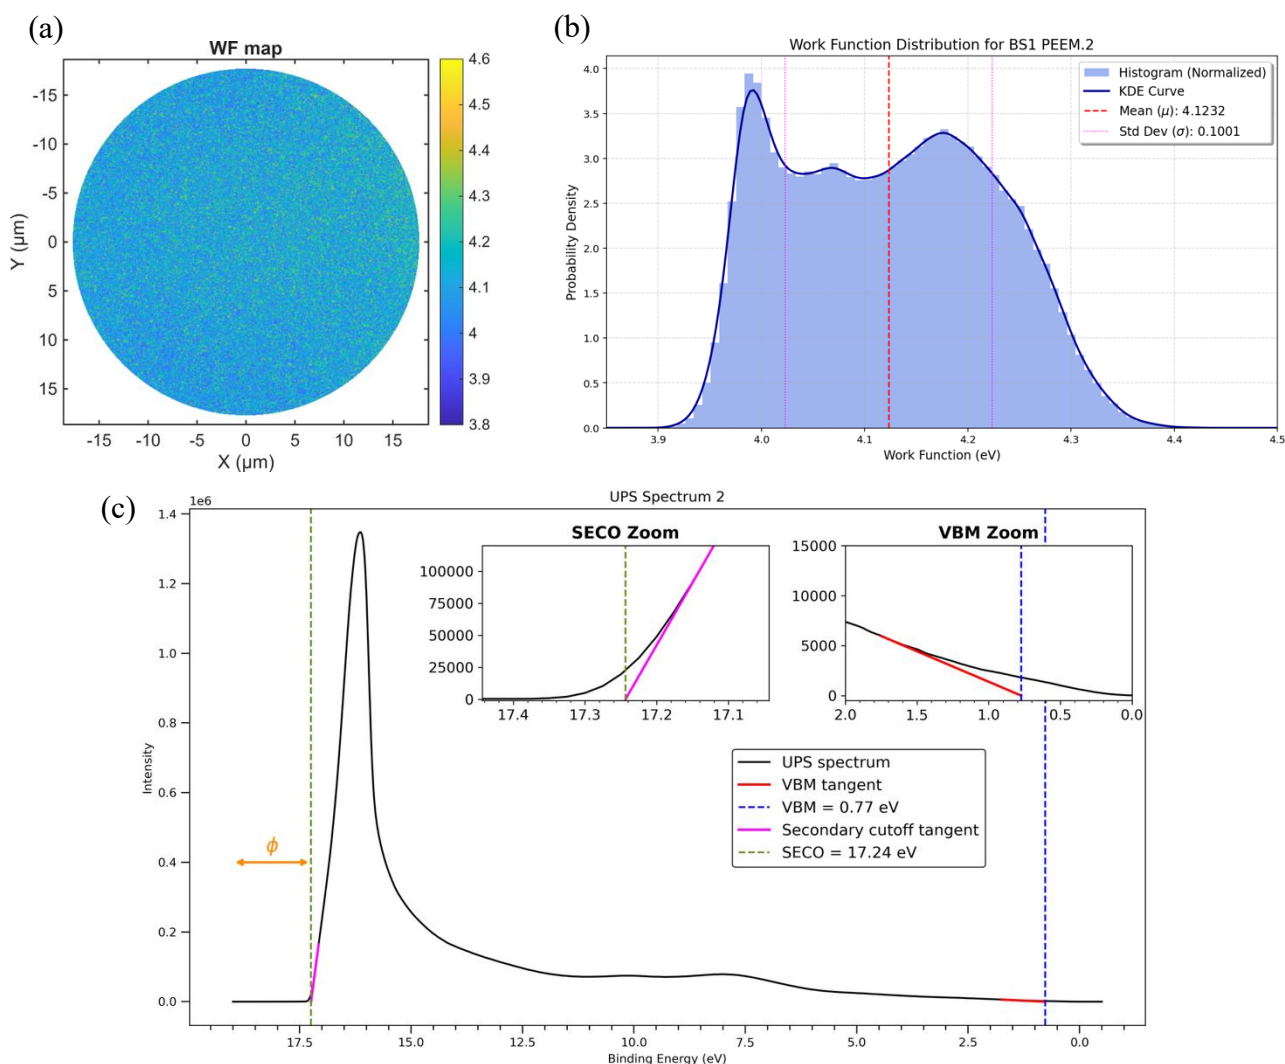 (a)
WF map
-15
-10
-5
0
5
10
15
Y (µm)
-15 -10 -5 0 5 10 15
X (µm)
4.6
4.5
4.4
4.3
4.2
4.1
4
3.9
3.8
(b)
Work Function Distribution for BS1 PEEM.2
4.0
3.5
3.0
2.5
2.0
1.5
1.0
0.5
0.0
Probability Density
Histogram (Normalized)
KDE Curve
Mean (μ): 4.1232
Std Dev (σ): 0.1001
3.9 4.0 4.1 4.2 4.3 4.4 4.5
Work Function (eV)
(c)
UPS Spectrum 2
1e6
1.4
1.2
1.0
0.8
0.6
0.4
0.2
0.0
Intensity
ϕ
SECO Zoom
100000
75000
50000
25000
0
17.4 17.3 17.2 17.1
VBM Zoom
15000
10000
5000
0
2.0 1.5 1.0 0.5 0.0
UPS spectrum
VBM tangent
VBM = 0.77 eV
Secondary cutoff tangent
SECO = 17.24 eV
17.5 15.0 12.5 10.0 7.5 5.0 2.5 0.0
Binding Energy (eV)